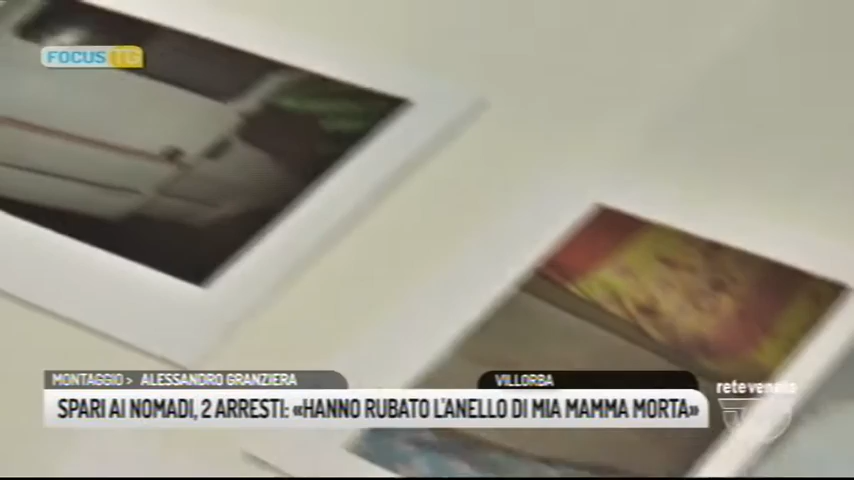 FOCUS TG
MONTAGGIO> ALESSANDRO GRANZIERA
VILLORBA
SPARI AI NOMADI, 2 ARRESTI: «HANNO RUBATO L'ANELLO DI MIA MAMMA MORTA»
rete veneta